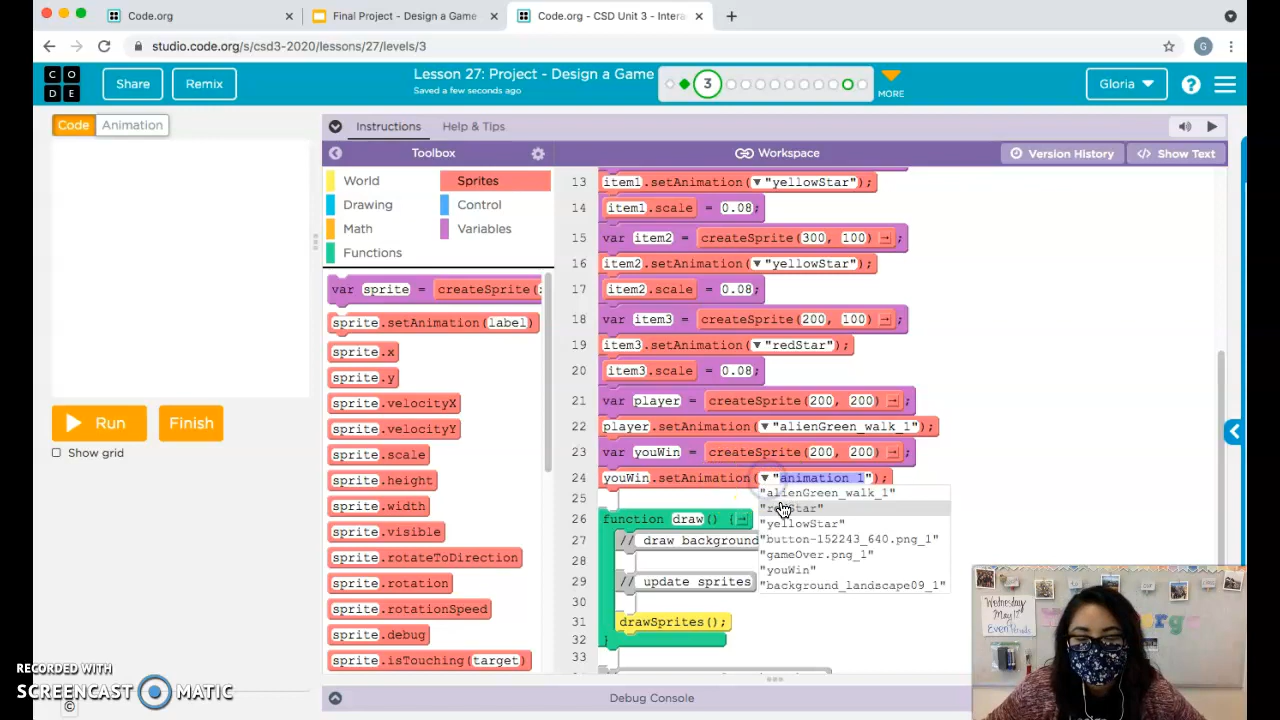 Code.org
Final Project - Design a Game
Code.org - CSD Unit 3 - Intera
studio.code.org/s/csd3-2020/lessons/27/levels/3
G
C O
D E
Share
Remix
Lesson 27: Project - Design a Game
Saved a few seconds ago
3
MORE
Gloria
?
Code
Animation
Instructions
Help & Tips
Toolbox
Workspace
Version History
</> Show Text
World
Sprites
Drawing
Control
Math
Variables
Functions
var sprite = createSprite(
sprite.setAnimation(label)
sprite.x
sprite.y
sprite.velocityX
sprite.velocityY
sprite.scale
sprite.height
sprite.width
sprite.visible
sprite.rotateToDirection
sprite.rotation
sprite.rotationSpeed
sprite.debug
sprite.isTouching(target)
Run
Finish
Show grid
13 item1.setAnimation(▼"yellowStar");
14 item1.scale = 0.08;
15 var item2 = createSprite(300, 100);
16 item2.setAnimation(▼"yellowStar");
17 item2.scale = 0.08;
18 var item3 = createSprite(200, 100);
19 item3.setAnimation(▼"redStar");
20 item3.scale = 0.08;
21 var player = createSprite(200, 200);
22 player.setAnimation(▼"alienGreen_walk_1");
23 var youWin = createSprite(200, 200);
24 youWin.setAnimation(▼"animation_1");
25
26 function draw() {
27 // draw background
28
29 // update sprites
30
31 drawSprites();
32 }
33
"alienGreen_walk_1"
"redStar"
"yellowStar"
"button-152243_640.png_1"
"gameOver.png_1"
"youWin"
"background_landscape09_1"
Debug Console
Wednesday
RECORDED WITH
SCREENCAST MATIC